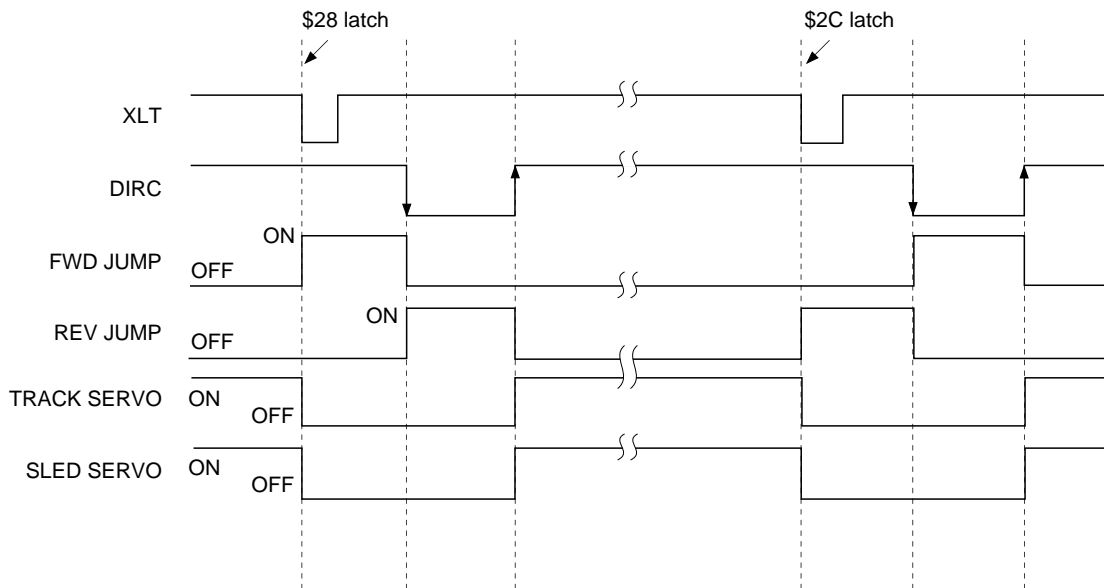 $28 latch
$2C latch
XLT
DIRC
ON
FWD JUMP
OFF
ON
REV JUMP
OFF
TRACK SERVO
ON
OFF
SLED SERVO
ON
OFF